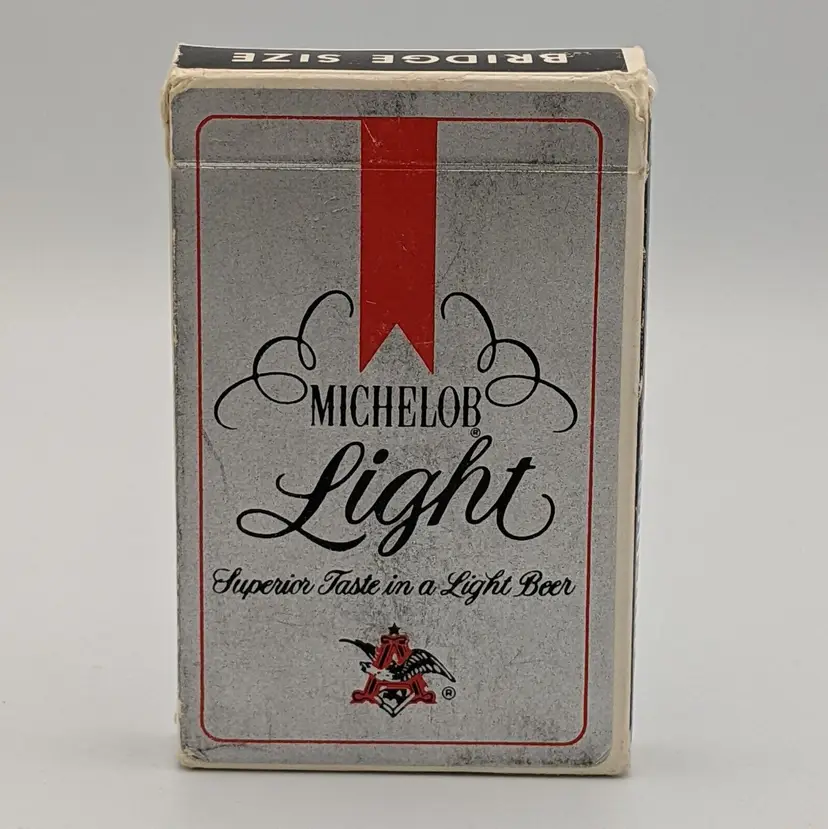 BRIDGE SIZE
MICHELOB®
Light
Superior Taste in a Light Beer
A ®